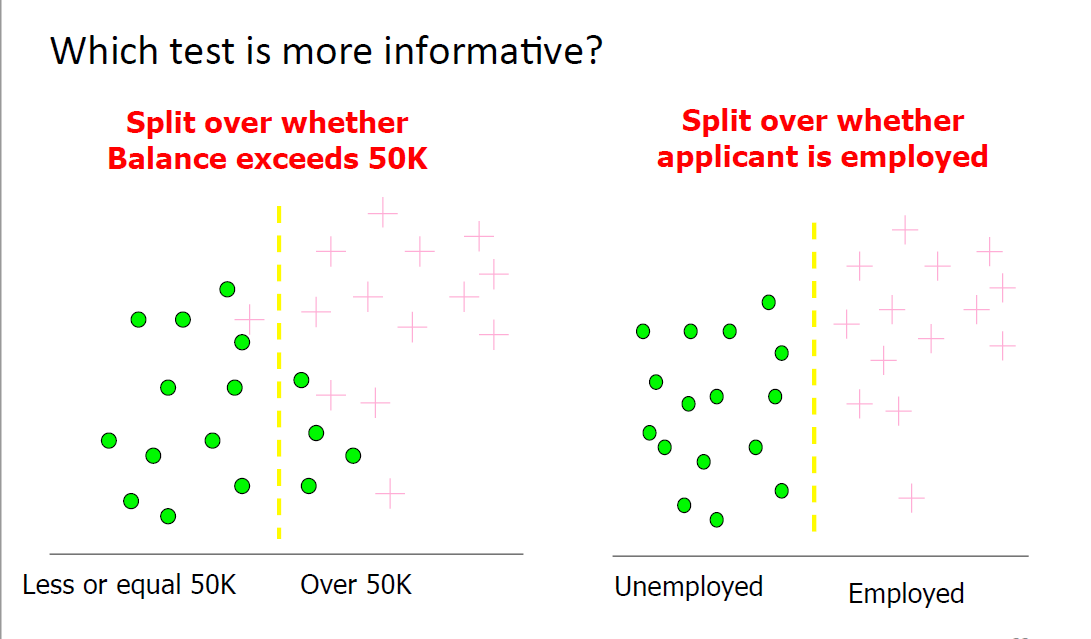 Which test is more informative?
Split over whether
Balance exceeds 50K
Split over whether
applicant is employed
Less or equal 50K
Over 50K
Unemployed
Employed